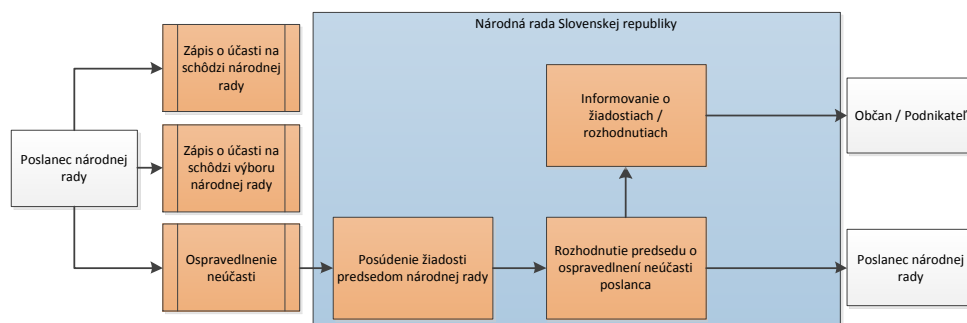 Národná rada Slovenskej republiky
Zápis o účasti na
schôdzi národnej
rady
Informovanie o
žiadostiach /
rozhodnutiach
Občan / Podnikateľ
Poslanec národnej
rady
Zápis o účasti na
schôdzi výboru
národnej rady
Ospravedlnenie
neúčasti
Posúdenie žiadosti
predsedom národnej rady
Rozhodnutie predsedu o
ospravedlnení neúčasti
poslanca
Poslanec národnej
rady